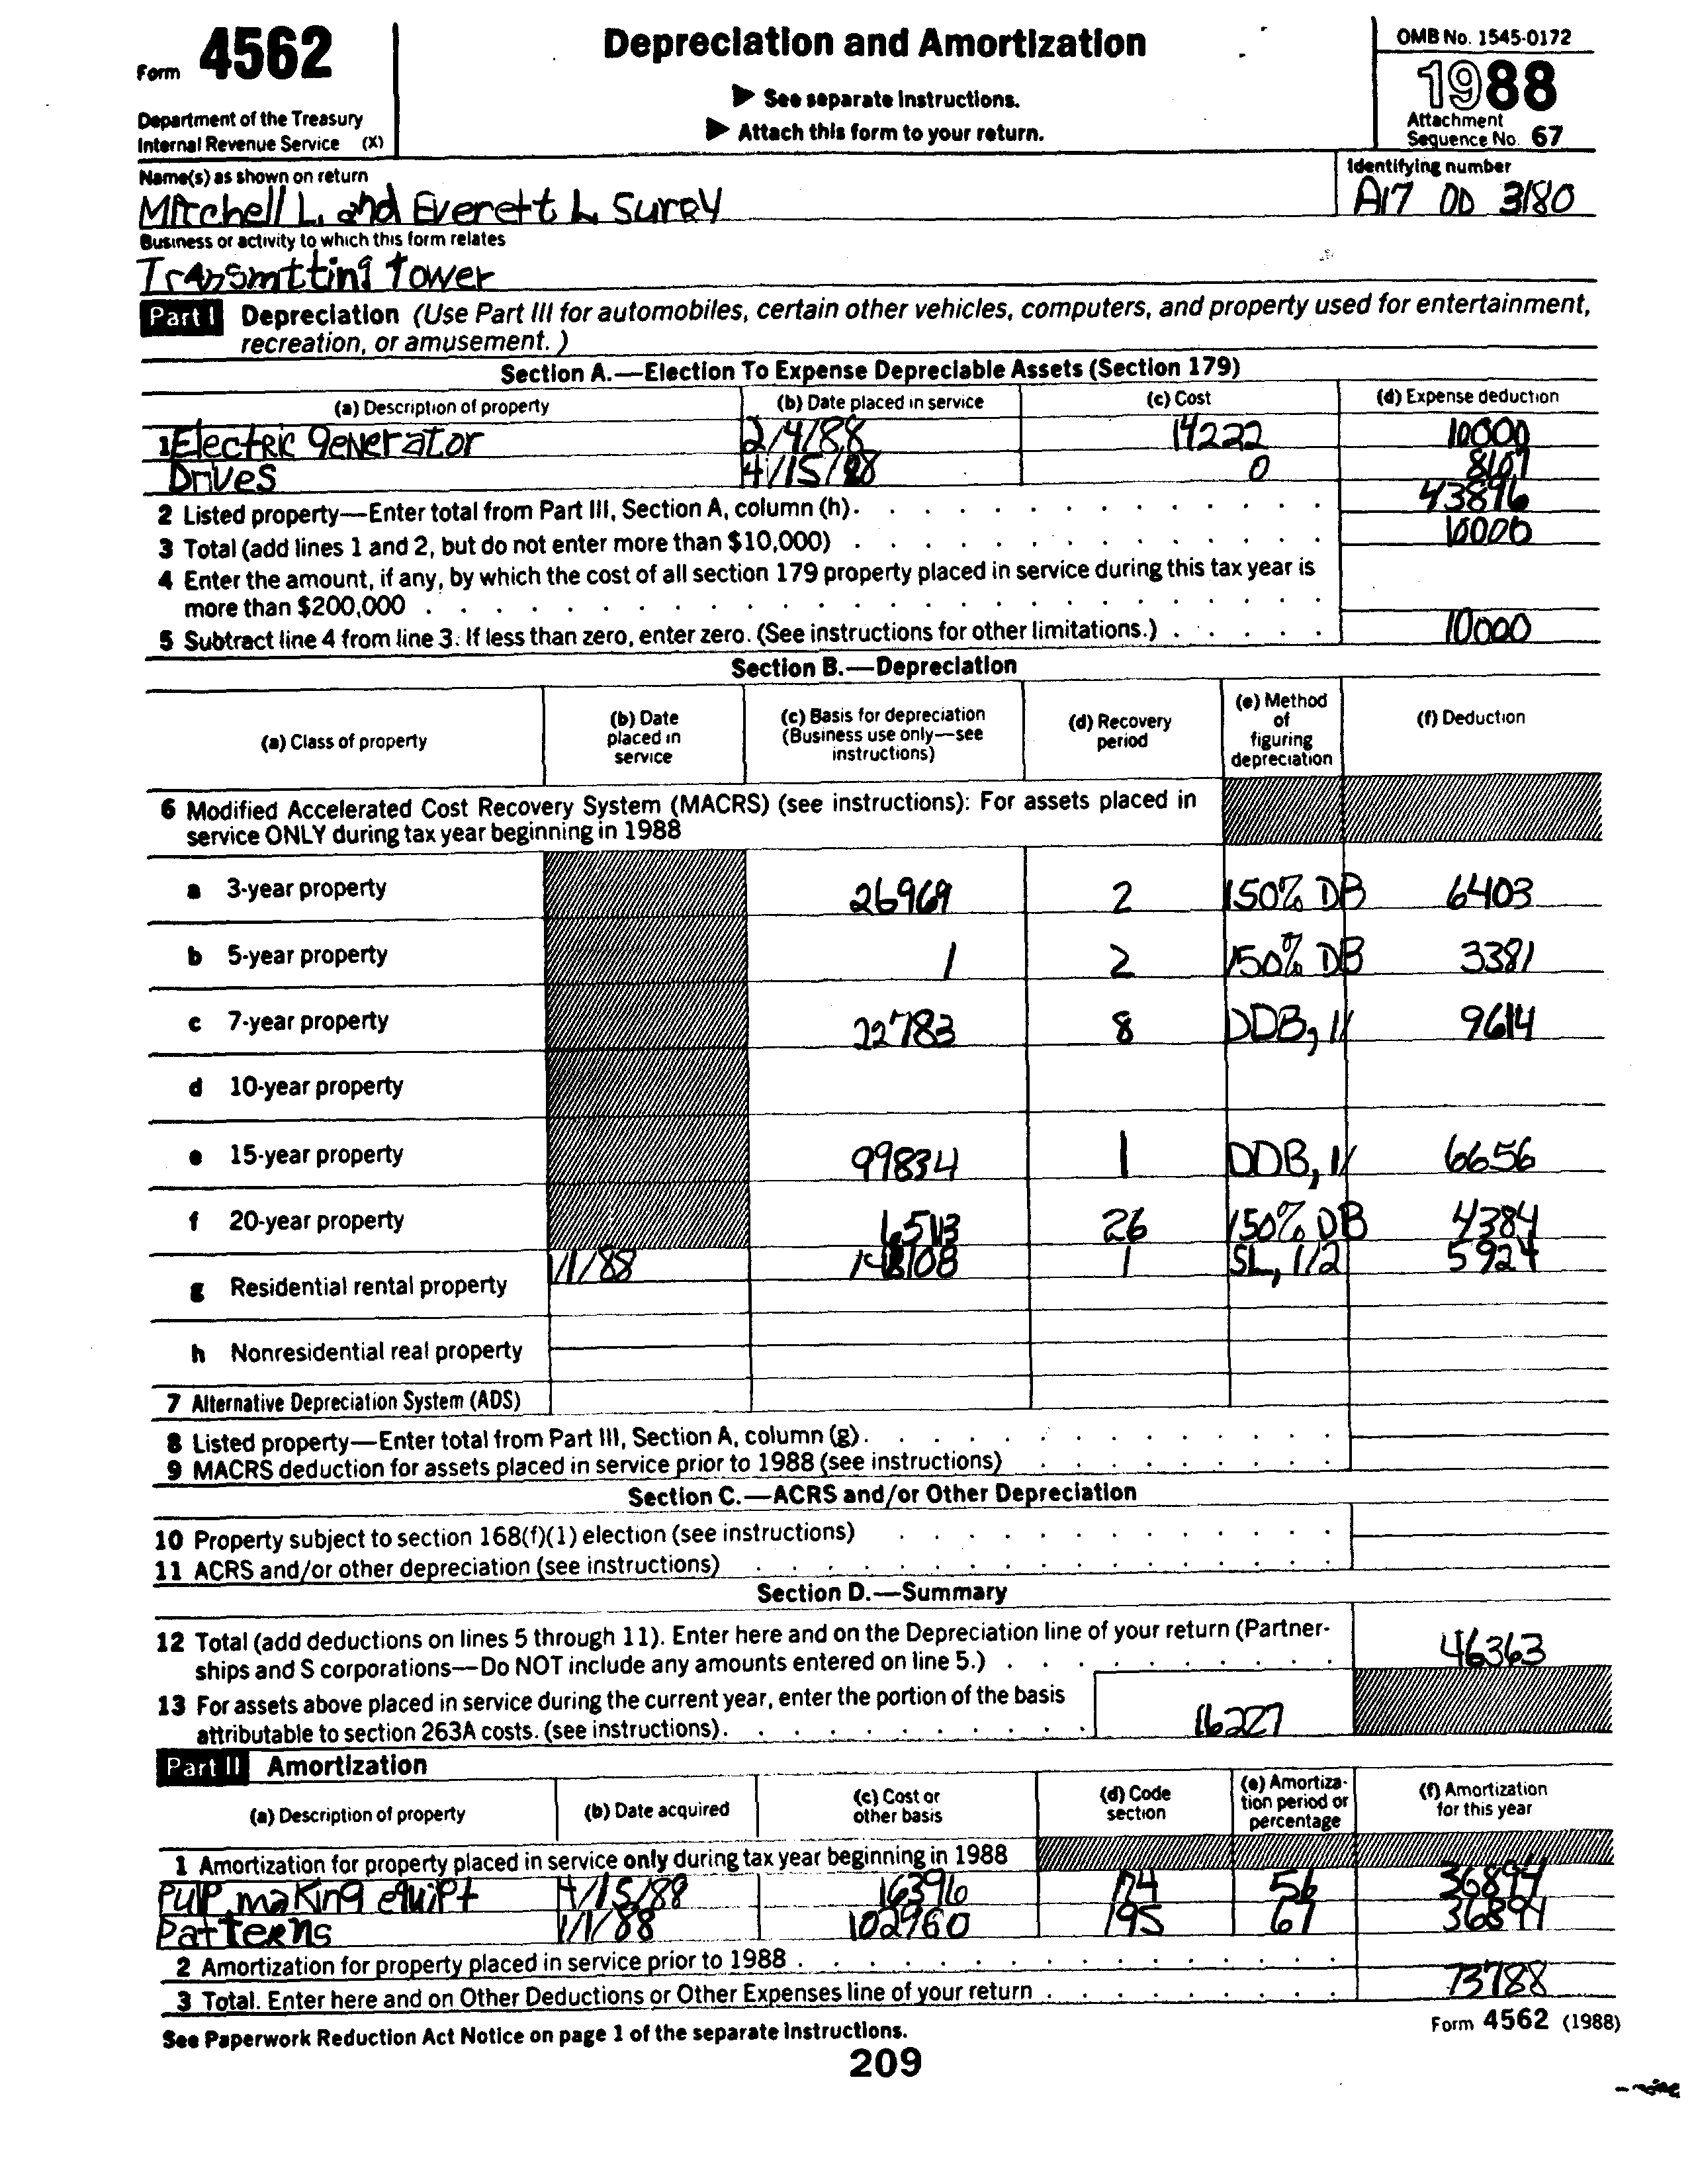 Form 4562
Department of the Treasury
Internal Revenue Service (X)
Depreciation and Amortization
▶ See separate instructions.
▶ Attach this form to your return.
OMB No. 1545-0172
1988
Attachment
Sequence No. 67
Name(s) as shown on return
Mitchell L. and Everett L Surey
Identifying number
A17 00 3180
Business or activity to which this form relates
Transmtting tower
Part I Depreciation (Use Part III for automobiles, certain other vehicles, computers, and property used for entertainment,
recreation, or amusement.)
Section A.—Election To Expense Depreciable Assets (Section 179)
(a) Description of property (b) Date placed in service (c) Cost (d) Expense deduction
1 Electric generator 2/4/88 14222 10000
Drives 4/15/88 0 8107
2 Listed property—Enter total from Part III, Section A, column (h). 43896
3 Total (add lines 1 and 2, but do not enter more than $10,000) 10000
4 Enter the amount, if any, by which the cost of all section 179 property placed in service during this tax year is
more than $200,000
5 Subtract line 4 from line 3. If less than zero, enter zero. (See instructions for other limitations.) 10000
Section B.—Depreciation
(a) Class of property (b) Date placed in service (c) Basis for depreciation (Business use only—see instructions) (d) Recovery period (e) Method of figuring depreciation (f) Deduction
6 Modified Accelerated Cost Recovery System (MACRS) (see instructions): For assets placed in
service ONLY during tax year beginning in 1988
a 3-year property 26969 2 150% DB 6403
b 5-year property 1 2 150% DB 3381
c 7-year property 22783 8 DDB, 1/ 9614
d 10-year property
e 15-year property 99834 1 DDB, 1/ 6656
f 20-year property 6513 26 150% DB 4384
g Residential rental property 1/1/88 148108 1 SL, 1/2 5924
h Nonresidential real property
7 Alternative Depreciation System (ADS)
8 Listed property—Enter total from Part III, Section A, column (g).
9 MACRS deduction for assets placed in service prior to 1988 (see instructions)
Section C.—ACRS and/or Other Depreciation
10 Property subject to section 168(f)(1) election (see instructions)
11 ACRS and/or other depreciation (see instructions)
Section D.—Summary
12 Total (add deductions on lines 5 through 11). Enter here and on the Depreciation line of your return (Partner-
ships and S corporations—Do NOT include any amounts entered on line 5.) 46363
13 For assets above placed in service during the current year, enter the portion of the basis
attributable to section 263A costs. (see instructions). 16227
Part II Amortization
(a) Description of property (b) Date acquired (c) Cost or other basis (d) Code section (e) Amortization period or percentage (f) Amortization for this year
1 Amortization for property placed in service only during tax year beginning in 1988
Pulp making equipt 4/15/88 16396 174 56 36894
Patterns 1/1/88 102960 195 67 36894
2 Amortization for property placed in service prior to 1988
3 Total. Enter here and on Other Deductions or Other Expenses line of your return 73788
See Paperwork Reduction Act Notice on page 1 of the separate instructions.
Form 4562 (1988)
209